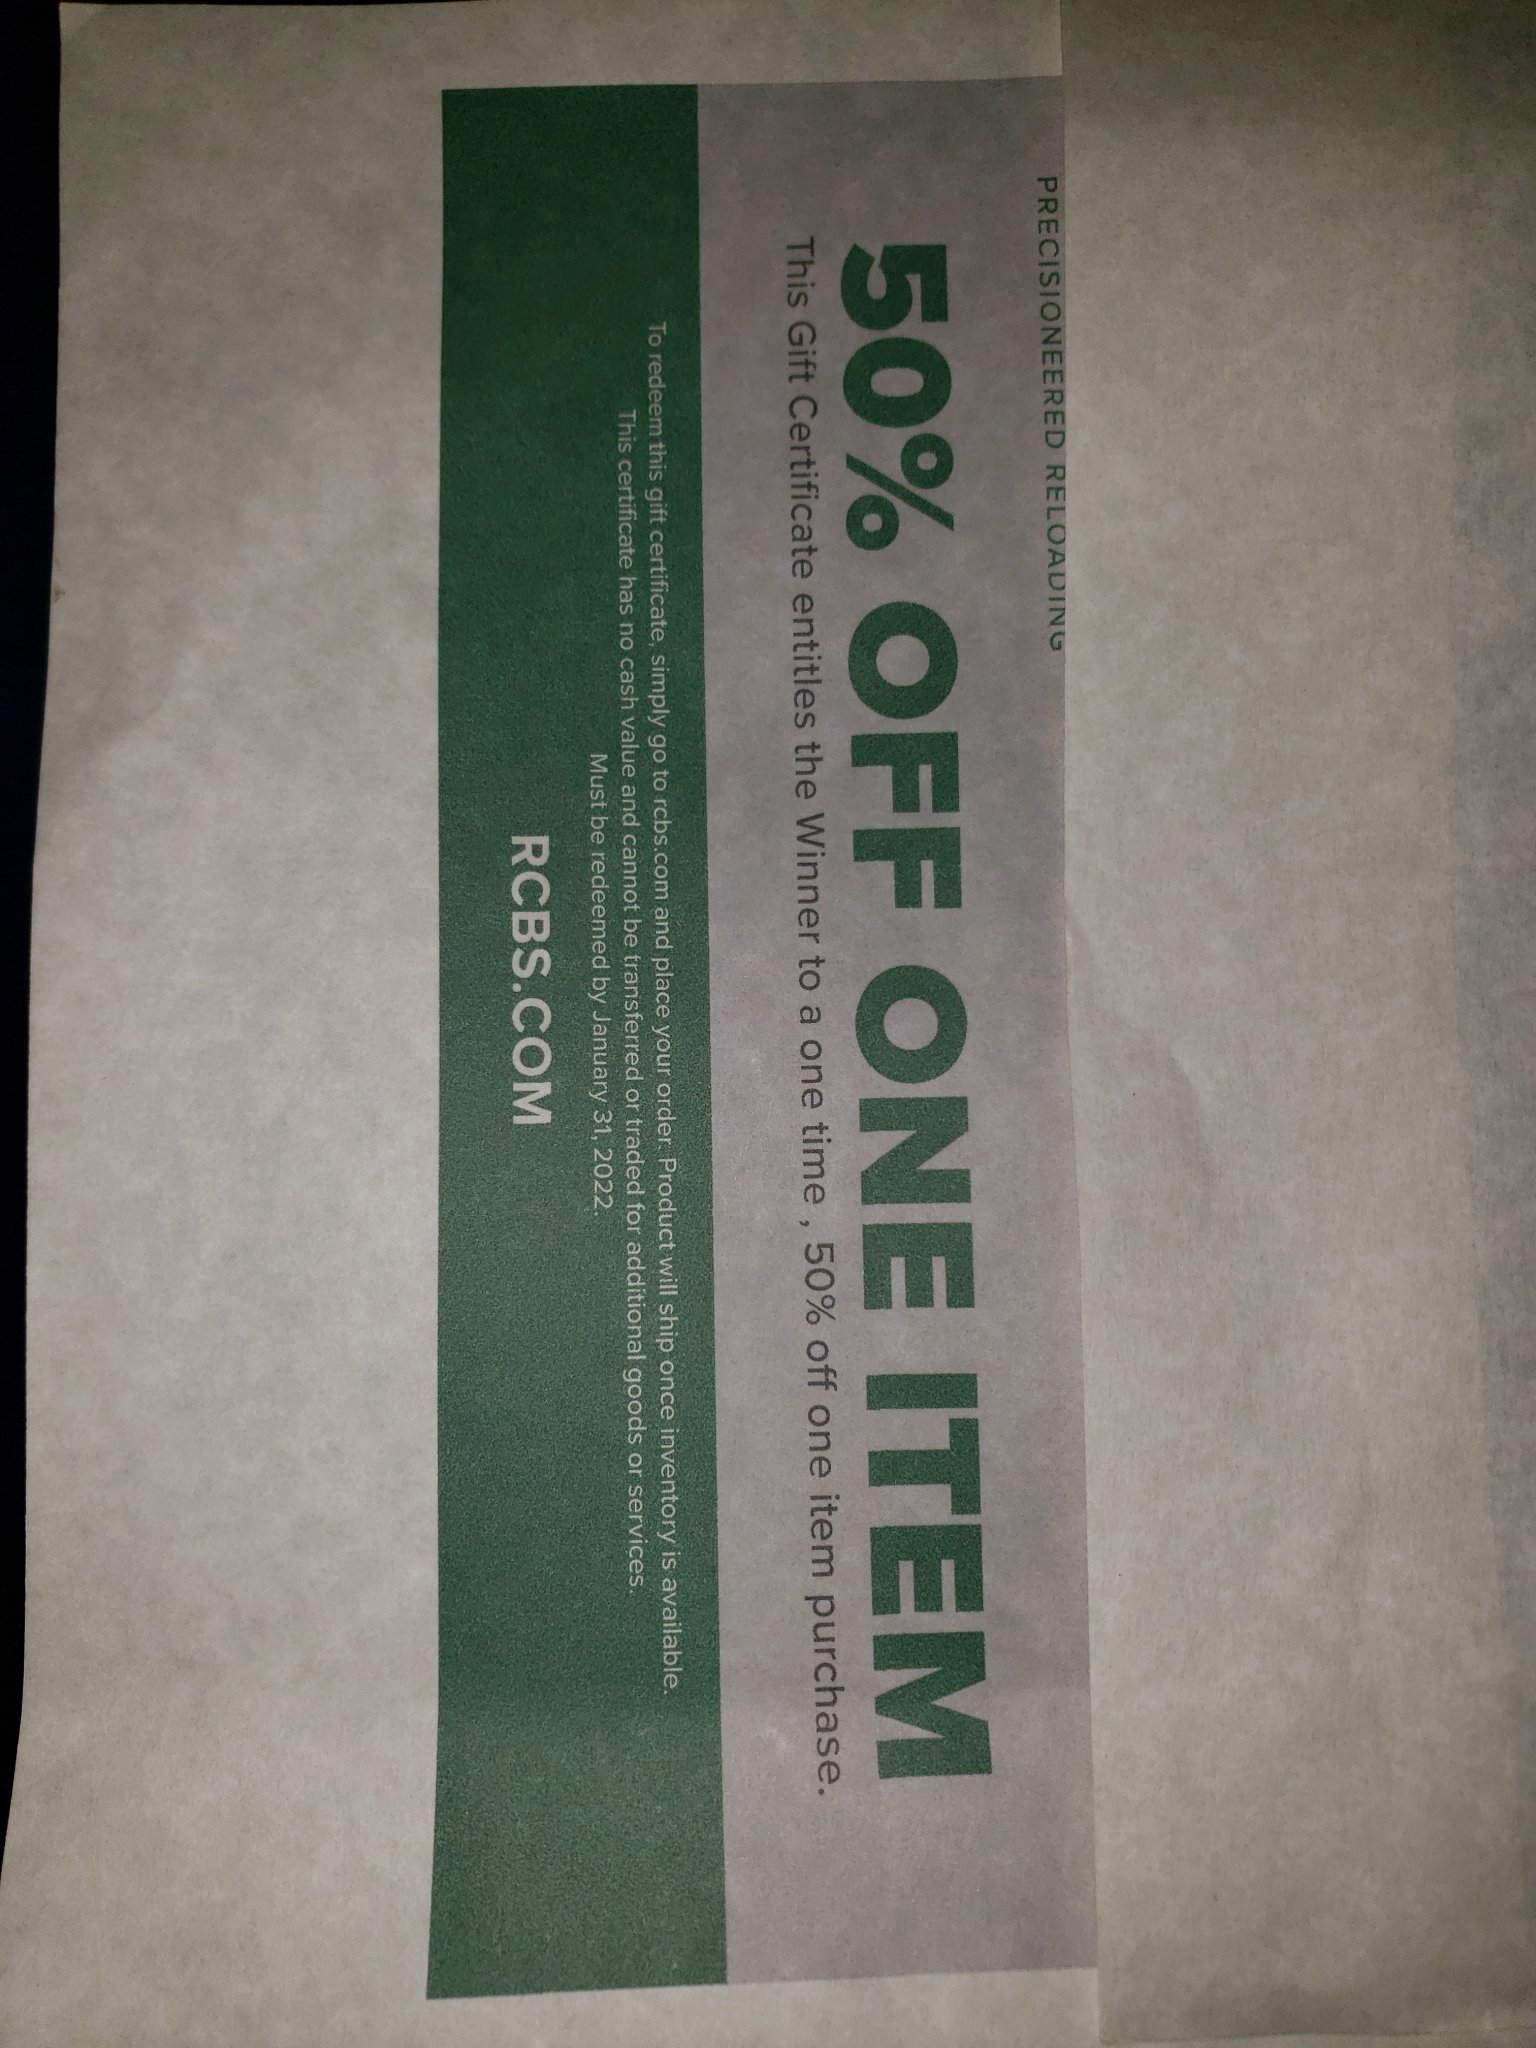 PRECISIONEERED RELOADING
50% OFF ONE ITEM
This Gift Certificate entitles the Winner to a one time , 50% off one item purchase.
To redeem this gift certificate, simply go to rcbs.com and place your order. Product will ship once inventory is available.
This certificate has no cash value and cannot be transferred or traded for additional goods or services.
Must be redeemed by January 31, 2022.
RCBS.COM